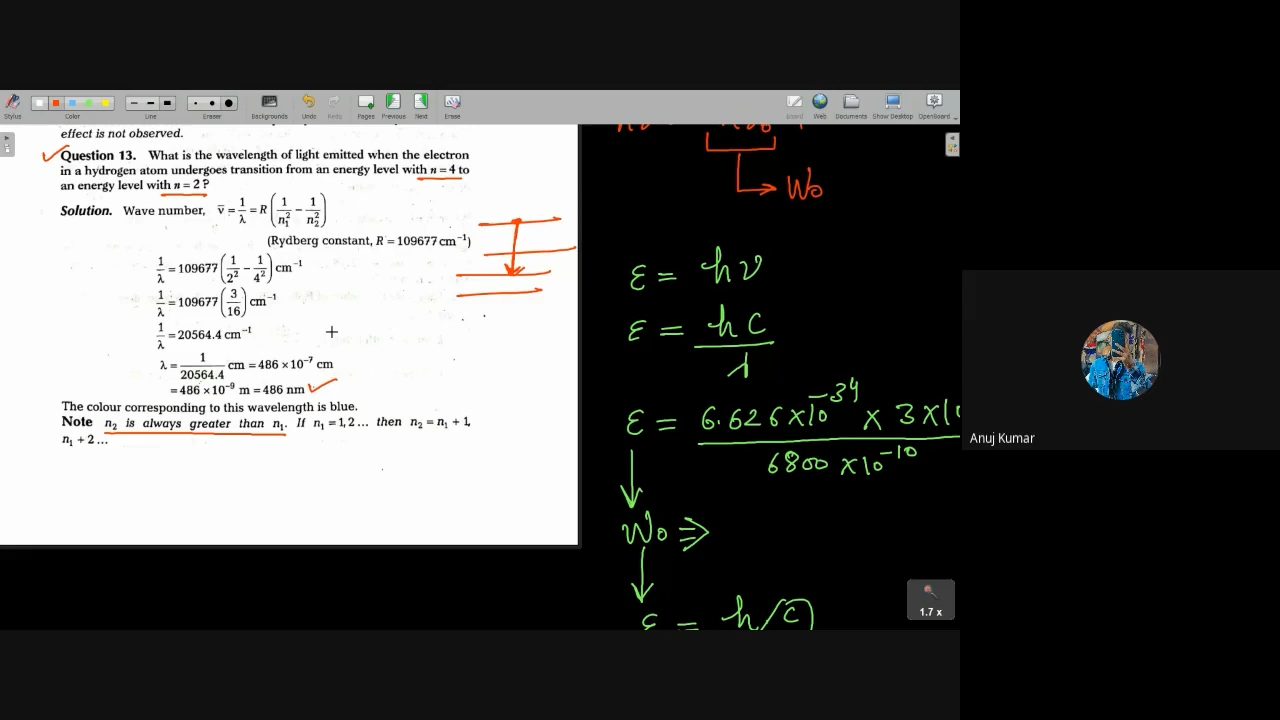 Stylus
Color
Line
Eraser
Backgrounds
Undo
Redo
Pages
Previous
Next
Erase
Board
Web
Documents
Show Desktop
OpenBoard
effect is not observed.
Question 13. What is the wavelength of light emitted when the electron
in a hydrogen atom undergoes transition from an energy level with n = 4 to
an energy level with n = 2 ?
Solution. Wave number, ν̅ = 1/λ = R (1/n₁² − 1/n₂²)
(Rydberg constant, R = 109677 cm⁻¹)
1/λ = 109677 (1/2² − 1/4²) cm⁻¹
1/λ = 109677 (3/16) cm⁻¹
1/λ = 20564.4 cm⁻¹
λ = 1/20564.4 cm = 486 × 10⁻⁷ cm
= 486 × 10⁻⁹ m = 486 nm
The colour corresponding to this wavelength is blue.
Note n₂ is always greater than n₁. If n₁ = 1, 2 ... then n₂ = n₁ + 1,
n₁ + 2 ...
W₀
ε = hν
ε = hc/λ
ε = 6.626×10⁻³⁴ × 3×10 / 6800 ×10⁻¹⁰
W₀ ⇒
ε = h/c
1.7 x
Anuj Kumar